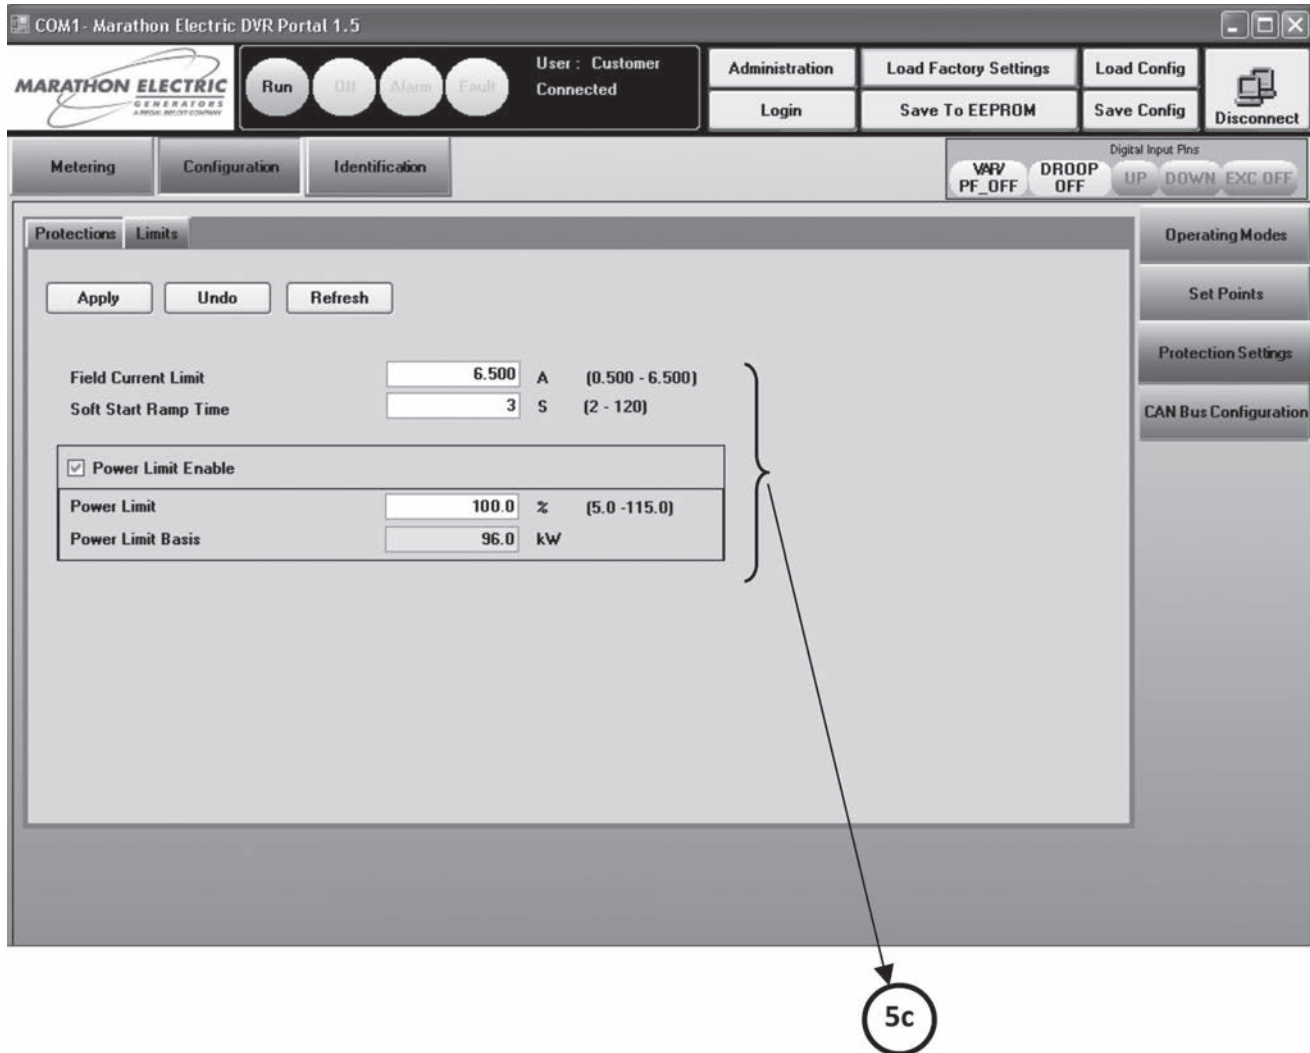 COM1- Marathon Electric DVR Portal 1.5
MARATHON ELECTRIC
GENERATORS
A REGAL BELOIT COMPANY
Run
Off
Alarm
Fault
User : Customer
Connected
Administration
Load Factory Settings
Load Config
Login
Save To EEPROM
Save Config
Disconnect
Metering
Configuration
Identification
Digital Input Pins
VAR/
PF_OFF
DROOP
OFF
UP
DOWN
EXC OFF
Protections
Limits
Operating Modes
Set Points
Protection Settings
CAN Bus Configuration
Apply
Undo
Refresh
Field Current Limit 6.500 A (0.500 - 6.500)
Soft Start Ramp Time 3 S (2 - 120)
Power Limit Enable
Power Limit 100.0 % (5.0 -115.0)
Power Limit Basis 96.0 kW
5c